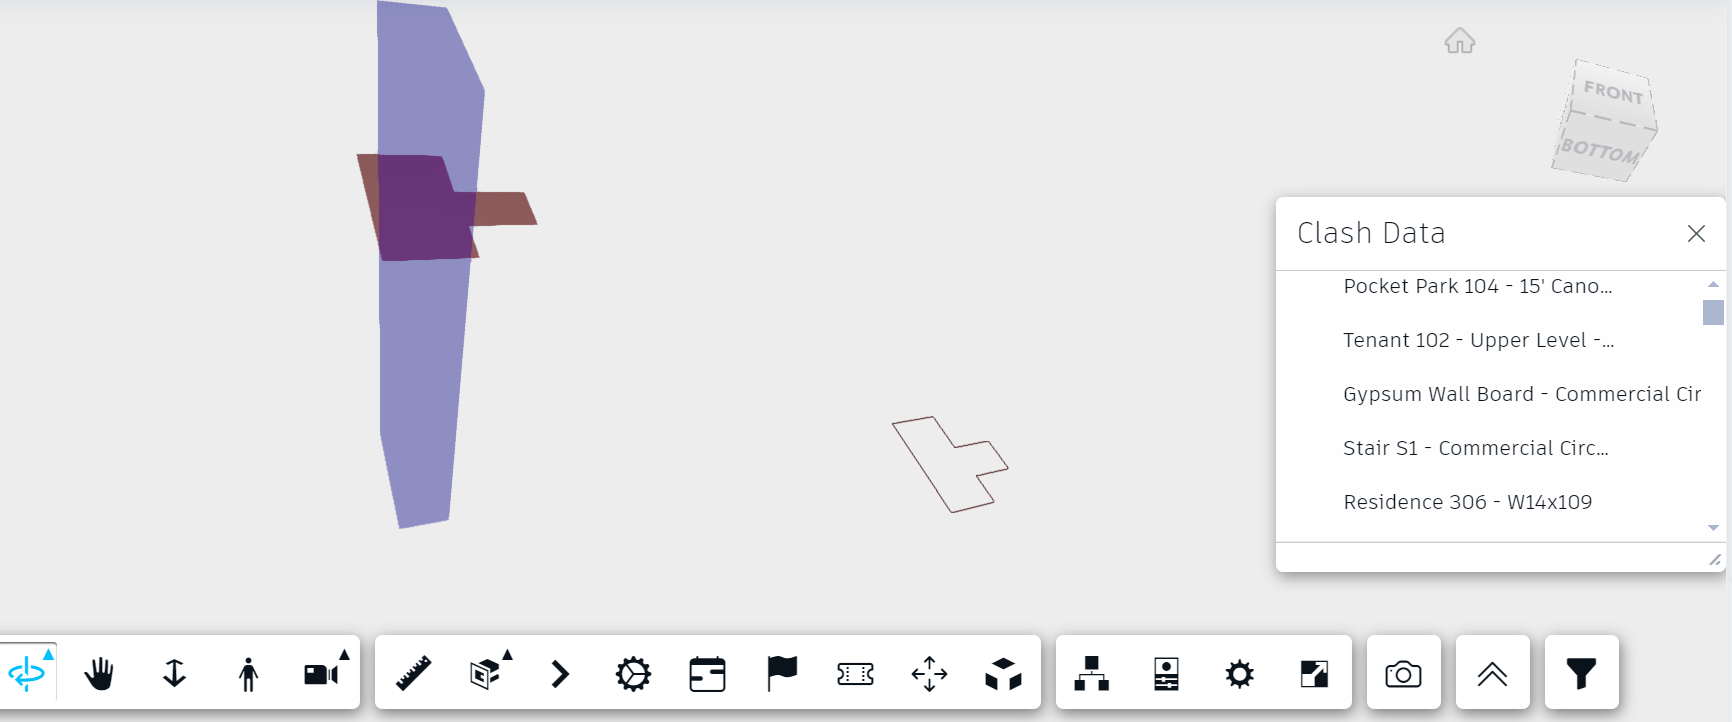 FRONT
BOTTOM
Clash Data
Pocket Park 104 - 15' Cano...
Tenant 102 - Upper Level -...
Gypsum Wall Board - Commercial Cir
Stair S1 - Commercial Circ...
Residence 306 - W14x109